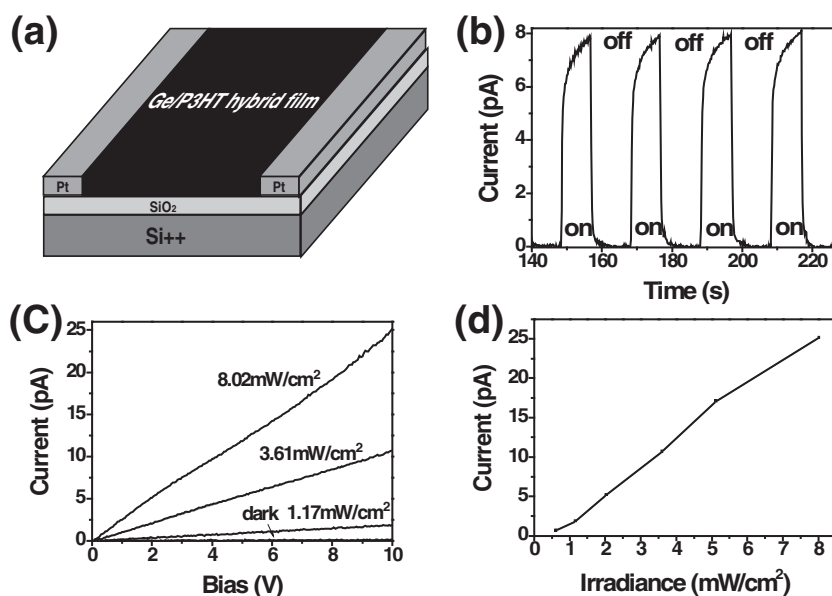 (a)
Ge/P3HT hybrid film
Pt
Pt
SiO₂
Si++
(b)
Current (pA)
8
6
4
2
0
off
off
off
on
on
on
on
140
160
180
200
220
Time (s)
(C)
Current (pA)
25
20
15
10
5
0
8.02mW/cm²
3.61mW/cm²
dark
1.17mW/cm²
2
4
6
8
10
0
Bias (V)
(d)
Current (pA)
25
20
15
10
5
0
0
1
2
3
4
5
6
7
8
Irradiance (mW/cm²)